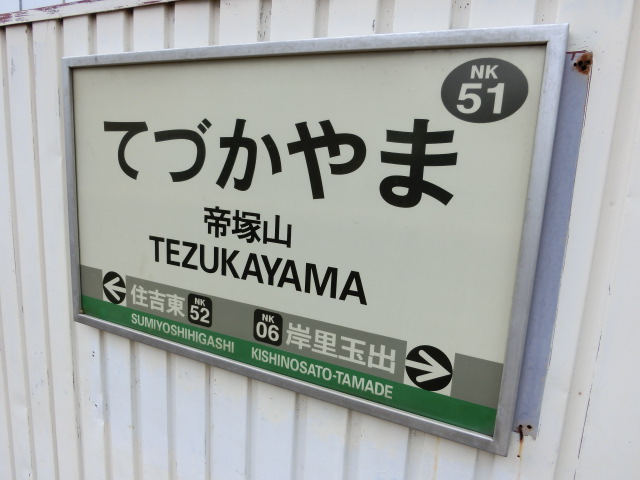 NK
51
てづかやま
帝塚山
TEZUKAYAMA
住吉東 NK 52
SUMIYOSHIHIGASHI
NK 06 岸里玉出
KISHINOSATO-TAMADE